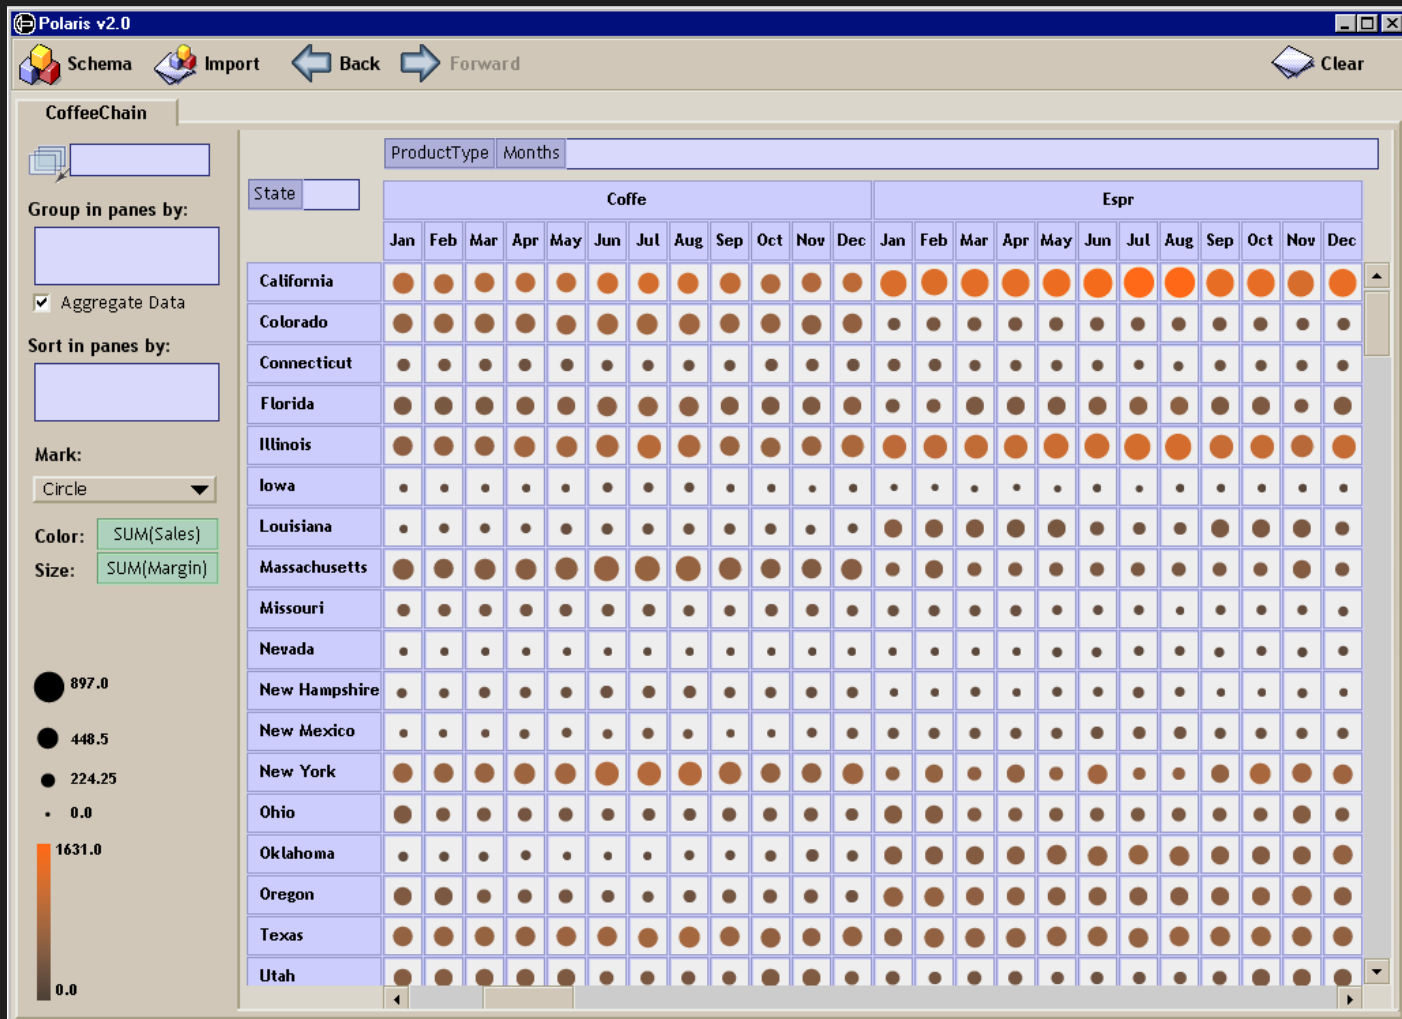 Polaris v2.0
Schema Import Back Forward Clear
CoffeeChain
ProductType Months
State
Group in panes by:
Aggregate Data
Sort in panes by:
Mark:
Circle
Color: SUM(Sales)
Size: SUM(Margin)
897.0
448.5
224.25
0.0
1631.0
0.0
Coffe Espr
Jan Feb Mar Apr May Jun Jul Aug Sep Oct Nov Dec Jan Feb Mar Apr May Jun Jul Aug Sep Oct Nov Dec
California
Colorado
Connecticut
Florida
Illinois
Iowa
Louisiana
Massachusetts
Missouri
Nevada
New Hampshire
New Mexico
New York
Ohio
Oklahoma
Oregon
Texas
Utah